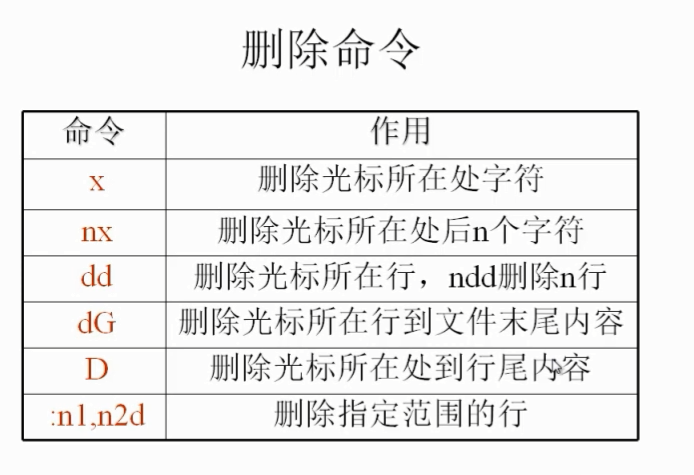 删除命令
命令 作用
x 删除光标所在处字符
nx 删除光标所在处后n个字符
dd 删除光标所在行，ndd删除n行
dG 删除光标所在行到文件末尾内容
D 删除光标所在处到行尾内容
:n1,n2d 删除指定范围的行